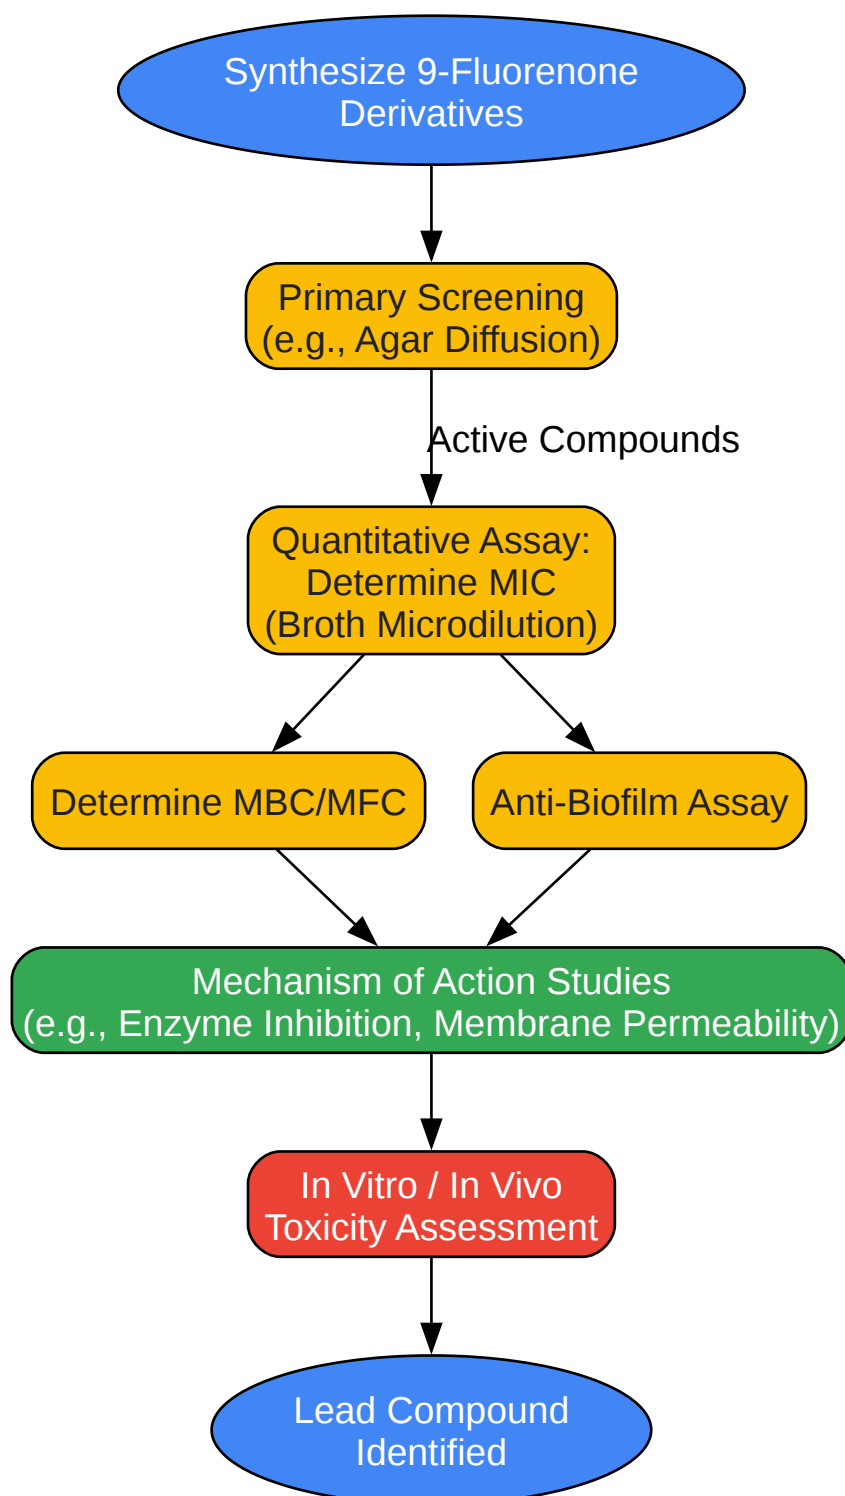 Synthesize 9-Fluorenone
Derivatives
Primary Screening
(e.g., Agar Diffusion)
Active Compounds
Quantitative Assay:
Determine MIC
(Broth Microdilution)
Determine MBC/MFC
Anti-Biofilm Assay
Mechanism of Action Studies
(e.g., Enzyme Inhibition, Membrane Permeability)
In Vitro / In Vivo
Toxicity Assessment
Lead Compound
Identified